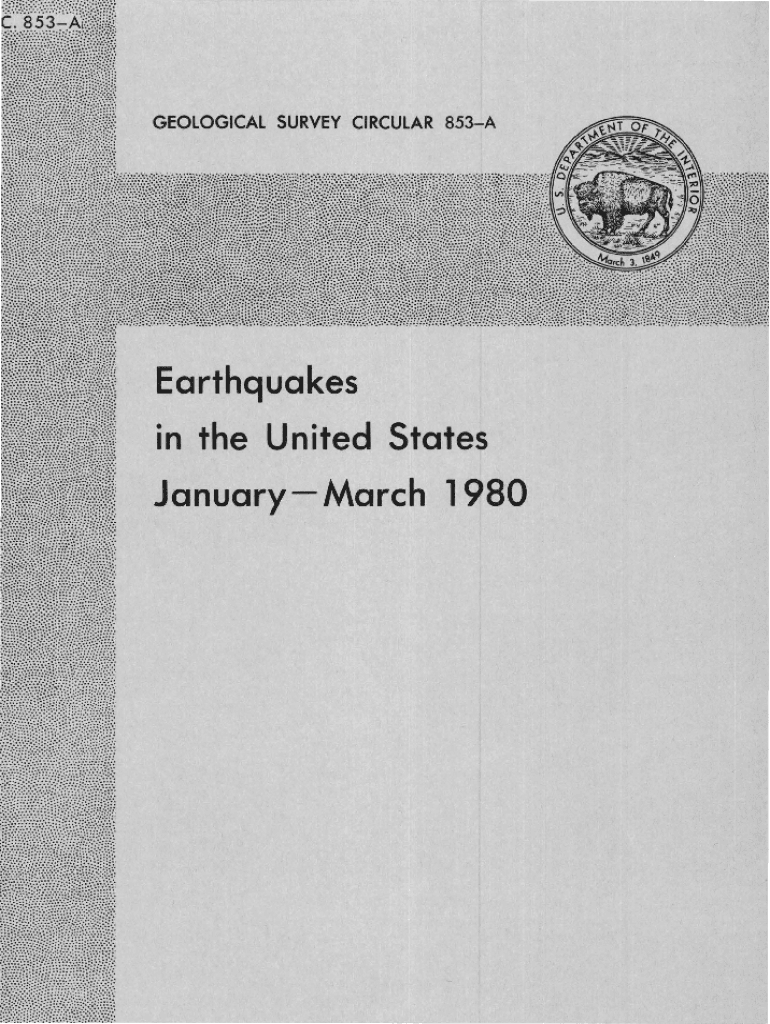 C. 853–A
GEOLOGICAL SURVEY CIRCULAR 853–A
U. S. DEPARTMENT OF THE INTERIOR
March 3, 1849
Earthquakes
in the United States
January—March 1980